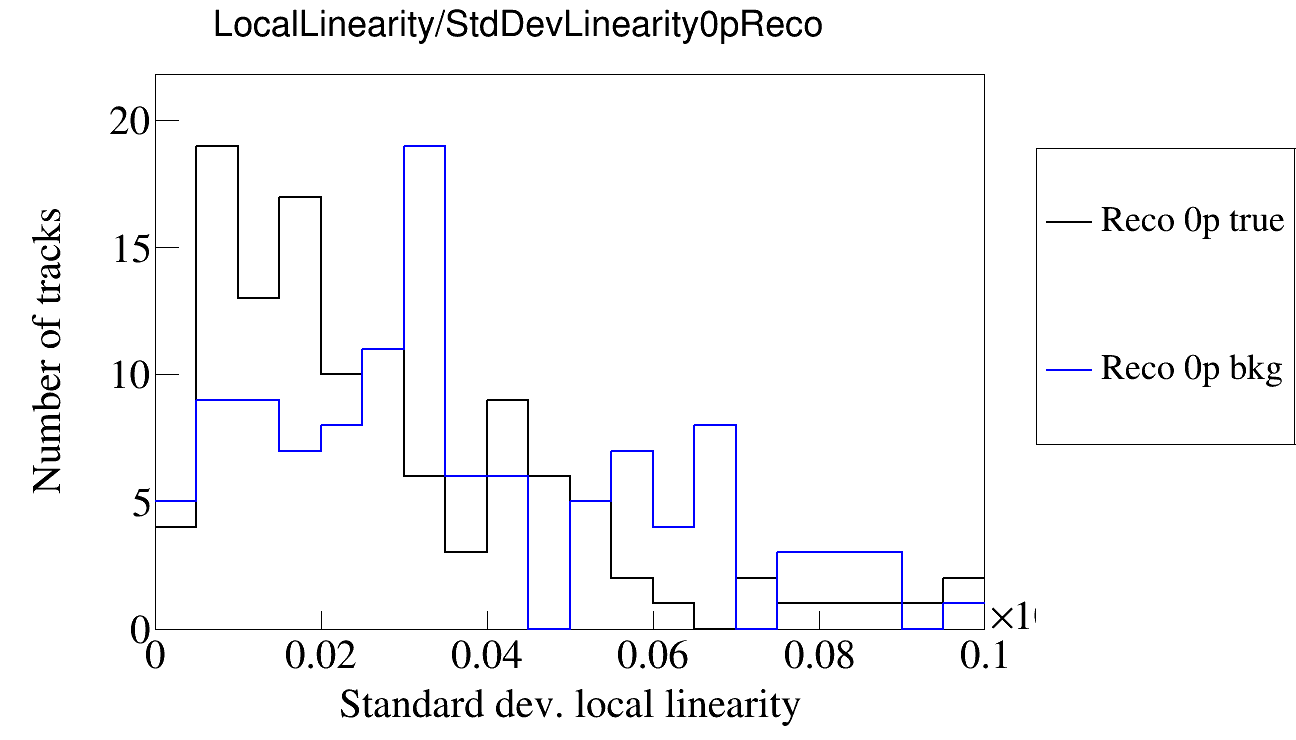 LocalLinearity/StdDevLinearity0pReco
20
15
10
5
0
Number of tracks
0 0.02 0.04 0.06 0.08 0.1
Standard dev. local linearity
Reco 0p true
Reco 0p bkg